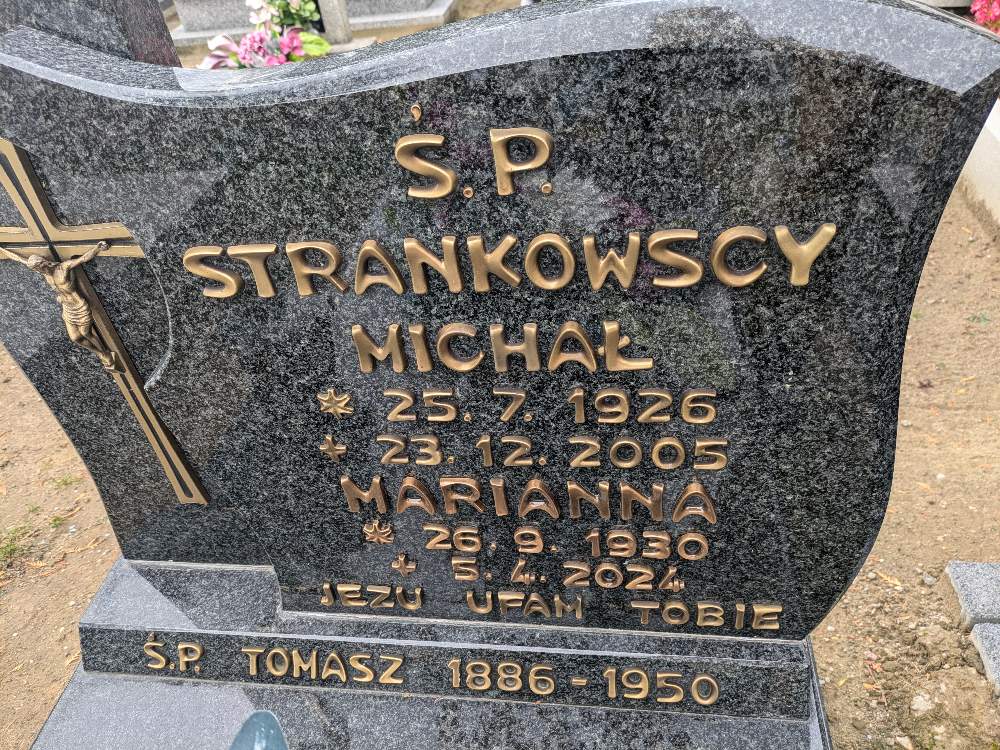 Ś.P.
STRANKOWSCY
MICHAŁ
* 25. 7. 1926
+ 23. 12. 2005
MARIANNA
* 26. 9. 1930
+ 5. 4. 2024
JEZU UFAM TOBIE
Ś.P. TOMASZ 1886 - 1950